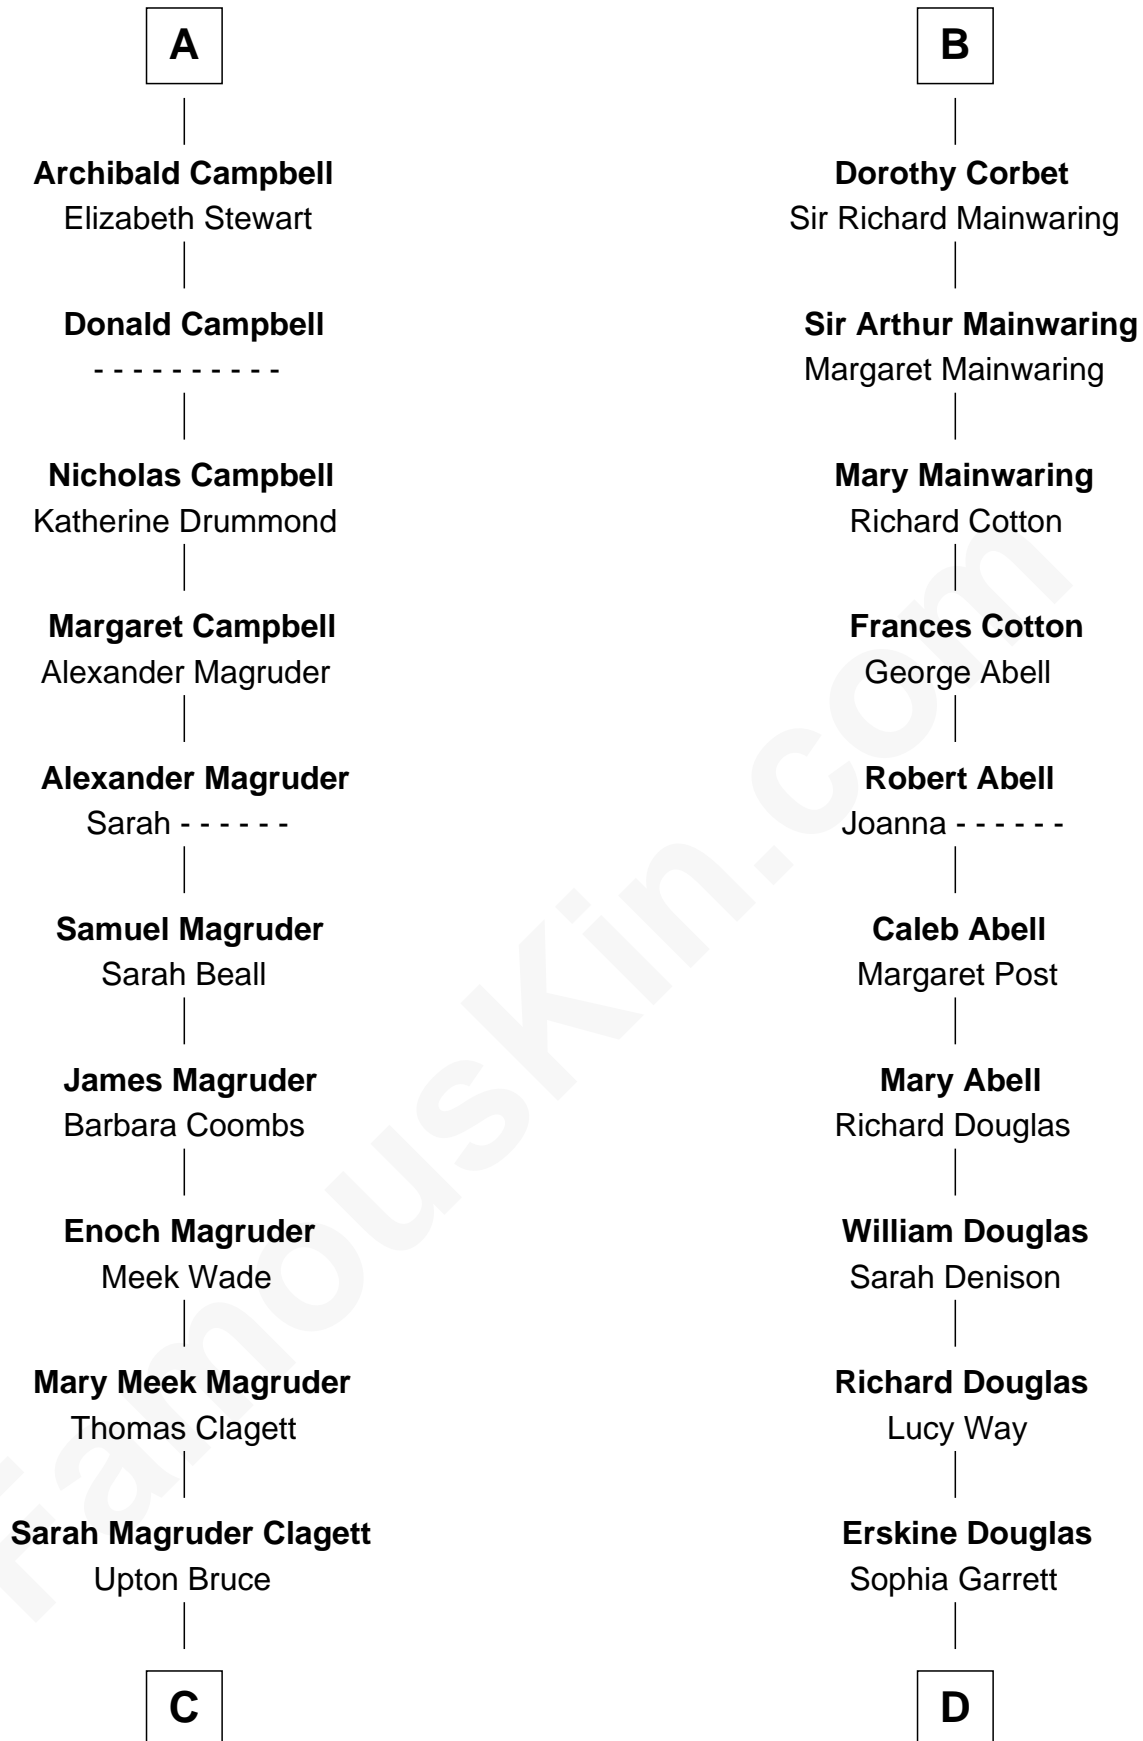 A
Archibald Campbell
Elizabeth Stewart
Donald Campbell
- - - - - - - - - -
Nicholas Campbell
Katherine Drummond
Margaret Campbell
Alexander Magruder
Alexander Magruder
Sarah - - - - - -
Samuel Magruder
Sarah Beall
James Magruder
Barbara Coombs
Enoch Magruder
Meek Wade
Mary Meek Magruder
Thomas Clagett
Sarah Magruder Clagett
Upton Bruce
C
B
Dorothy Corbet
Sir Richard Mainwaring
Sir Arthur Mainwaring
Margaret Mainwaring
Mary Mainwaring
Richard Cotton
Frances Cotton
George Abell
Robert Abell
Joanna - - - - - -
Caleb Abell
Margaret Post
Mary Abell
Richard Douglas
William Douglas
Sarah Denison
Richard Douglas
Lucy Way
Erskine Douglas
Sophia Garrett
D
FamousKin.com